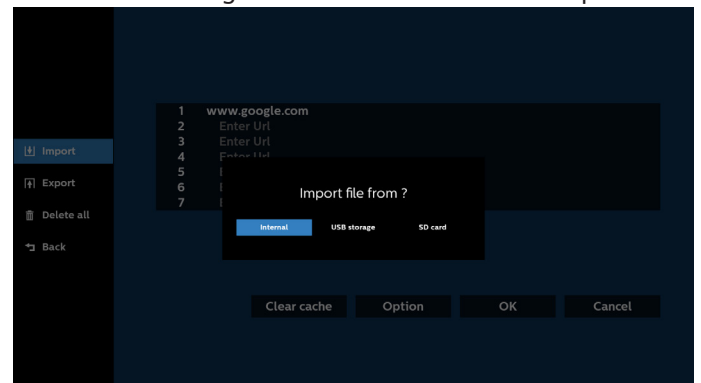 1 www.google.com
2 Enter Url
3 Enter Url
4 Enter Url
5
6
7
Import
Export
Delete all
Back
Import file from ?
Internal USB storage SD card
Clear cache Option OK Cancel